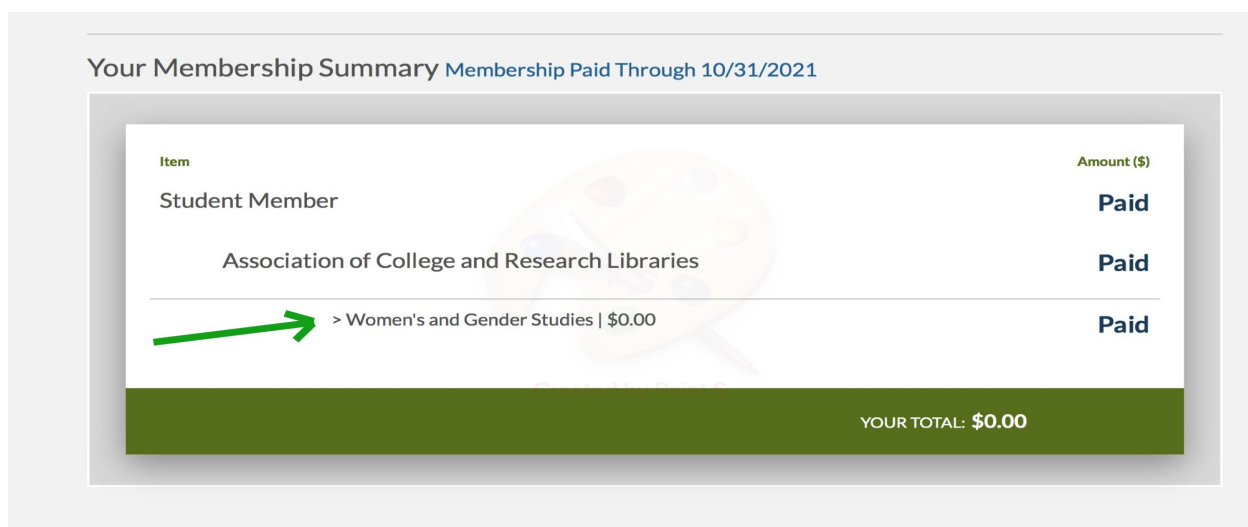 Your Membership Summary Membership Paid Through 10/31/2021
Item Amount ($)
Student Member Paid
Association of College and Research Libraries Paid
> Women's and Gender Studies | $0.00 Paid
YOUR TOTAL: $0.00